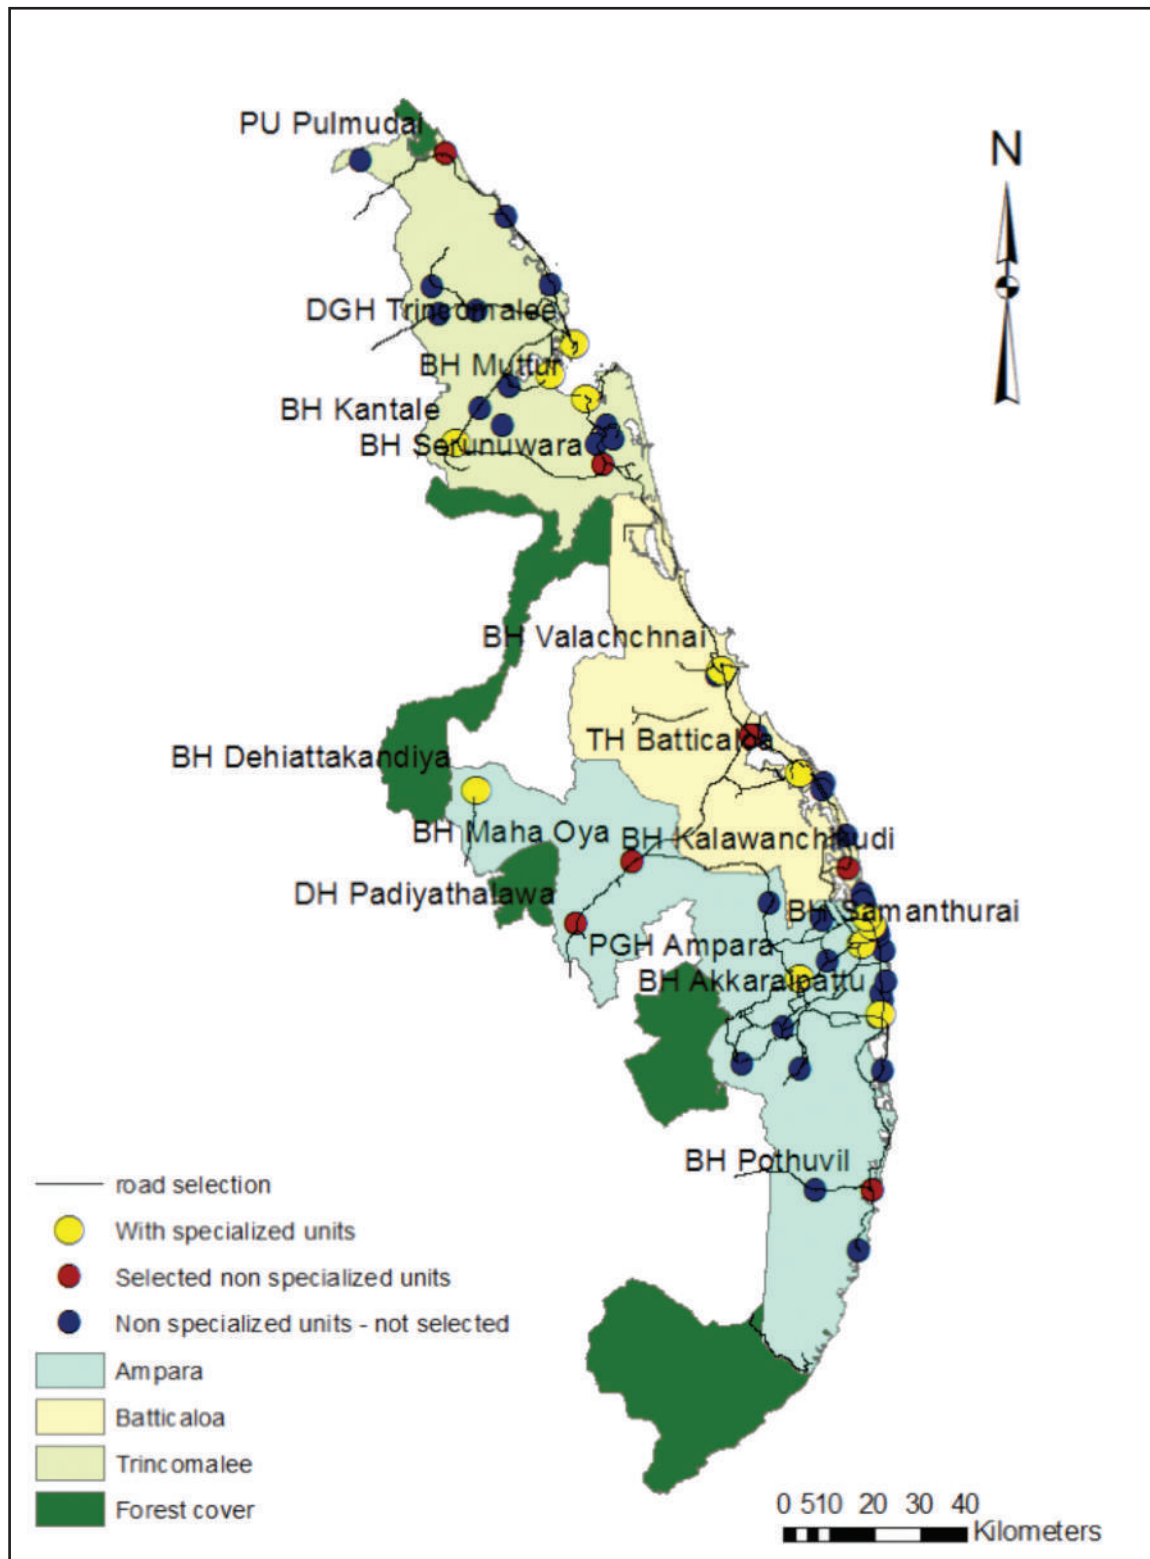 PU Pulmudai
N
DGH Trincomalee
BH Muttur
BH Kantale
BH Serunuwara
BH Valachchnai
TH Batticaloa
BH Dehiattakandiya
BH Maha Oya
BH Kalawanchikudi
DH Padiyathalawa
BH Samanthurai
PGH Ampara
BH Akkaraipattu
BH Pothuvil
road selection
With specialized units
Selected non specialized units
Non specialized units - not selected
Ampara
Batticaloa
Trincomalee
Forest cover
0 5 10 20 30 40
Kilometers